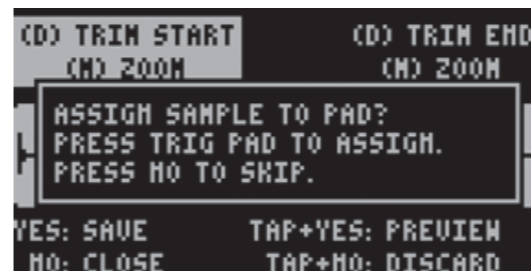 (D) TRIM START (D) TRIM END
(M) ZOOM (M) ZOOM
ASSIGN SAMPLE TO PAD?
PRESS TRIG PAD TO ASSIGN.
PRESS NO TO SKIP.
YES: SAVE TAP+YES: PREVIEW
NO: CLOSE TAP+NO: DISCARD